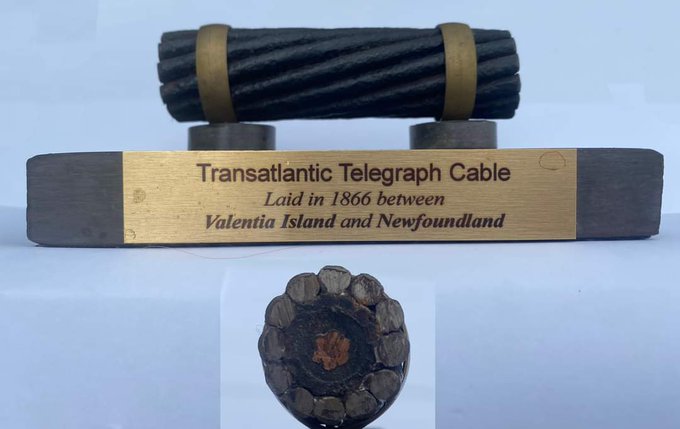 Transatlantic Telegraph Cable
Laid in 1866 between
Valentia Island and Newfoundland